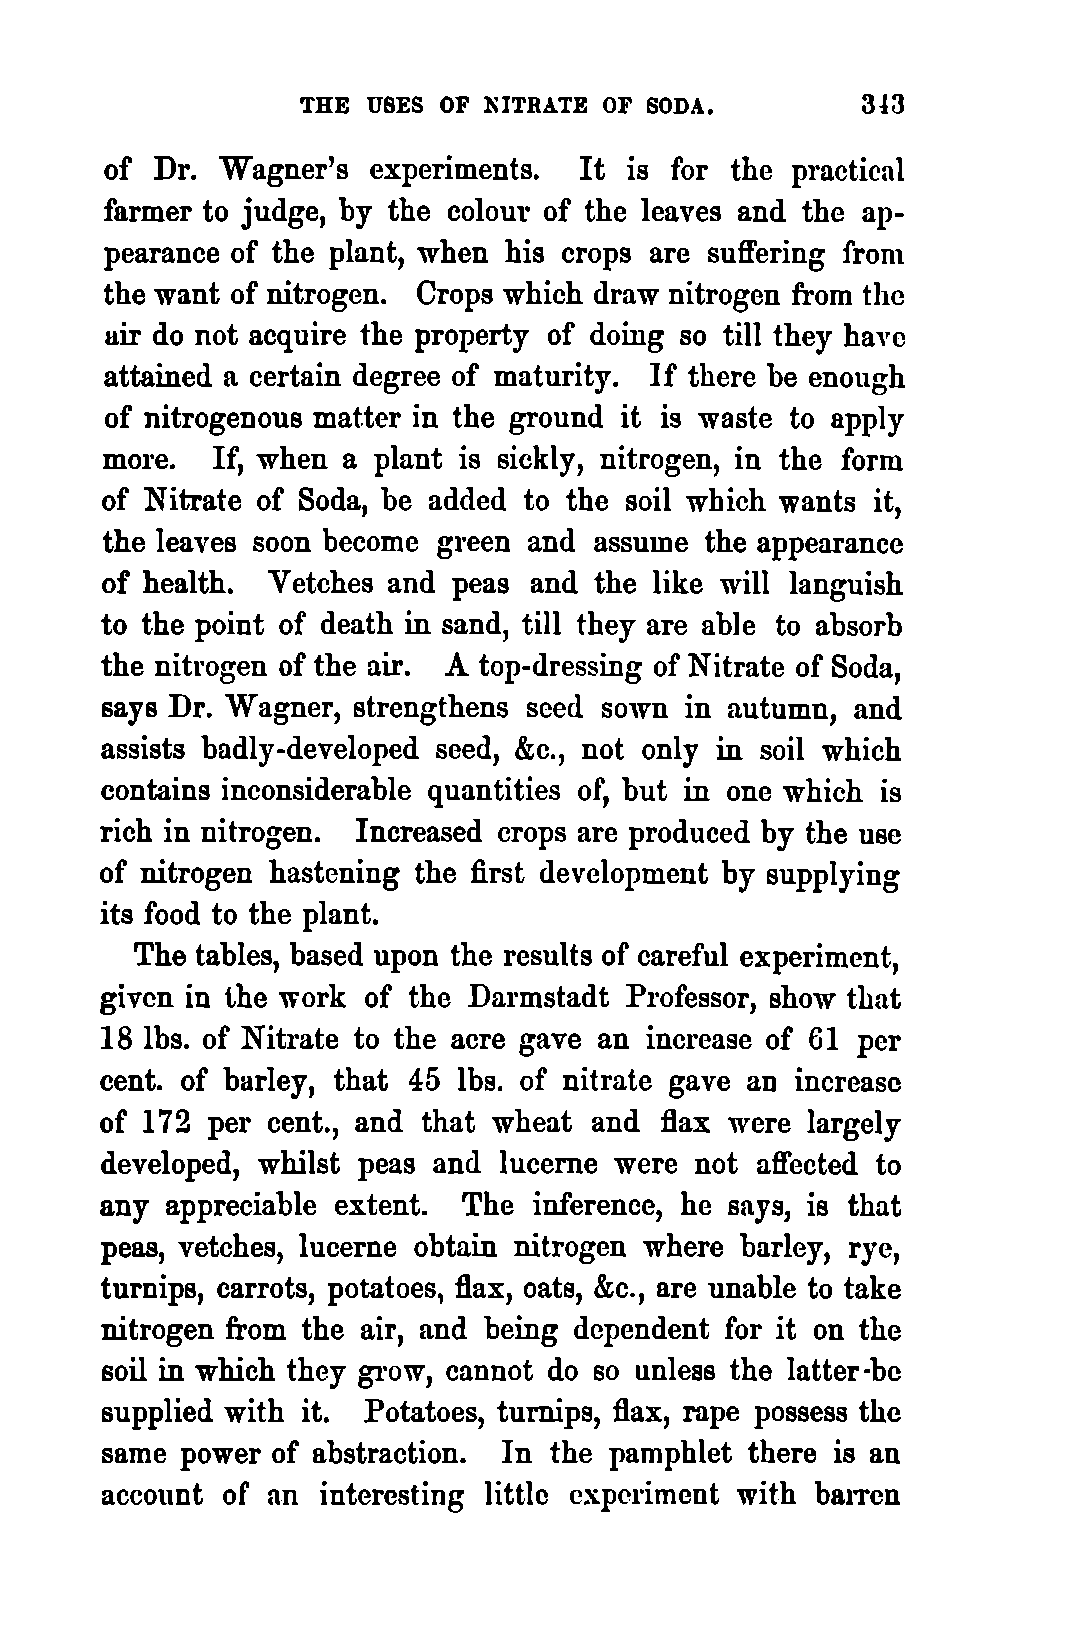 THE USES OF NITRATE OF SODA. 343
of Dr. Wagner's experiments. It is for the practical
farmer to judge, by the colour of the leaves and the ap-
pearance of the plant, when his crops are suffering from
the want of nitrogen. Crops which draw nitrogen from the
air do not acquire the property of doing so till they have
attained a certain degree of maturity. If there be enough
of nitrogenous matter in the ground it is waste to apply
more. If, when a plant is sickly, nitrogen, in the form
of Nitrate of Soda, be added to the soil which wants it,
the leaves soon become green and assume the appearance
of health. Vetches and peas and the like will languish
to the point of death in sand, till they are able to absorb
the nitrogen of the air. A top-dressing of Nitrate of Soda,
says Dr. Wagner, strengthens seed sown in autumn, and
assists badly-developed seed, &c., not only in soil which
contains inconsiderable quantities of, but in one which is
rich in nitrogen. Increased crops are produced by the use
of nitrogen hastening the first development by supplying
its food to the plant.
The tables, based upon the results of careful experiment,
given in the work of the Darmstadt Professor, show that
18 lbs. of Nitrate to the acre gave an increase of 61 per
cent. of barley, that 45 lbs. of nitrate gave an increase
of 172 per cent., and that wheat and flax were largely
developed, whilst peas and lucerne were not affected to
any appreciable extent. The inference, he says, is that
peas, vetches, lucerne obtain nitrogen where barley, rye,
turnips, carrots, potatoes, flax, oats, &c., are unable to take
nitrogen from the air, and being dependent for it on the
soil in which they grow, cannot do so unless the latter-be
supplied with it. Potatoes, turnips, flax, rape possess the
same power of abstraction. In the pamphlet there is an
account of an interesting little experiment with barren